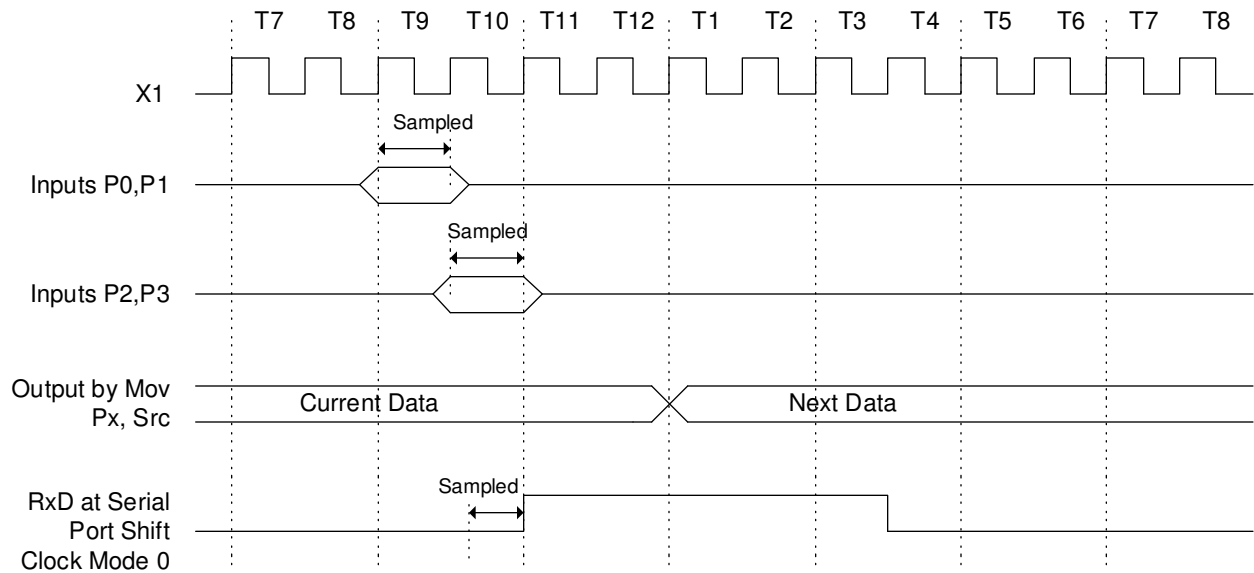 T7 T8 T9 T10 T11 T12 T1 T2 T3 T4 T5 T6 T7 T8
X1
Sampled
Inputs P0,P1
Sampled
Inputs P2,P3
Output by Mov
Px, Src
Current Data
Next Data
Sampled
RxD at Serial
Port Shift
Clock Mode 0